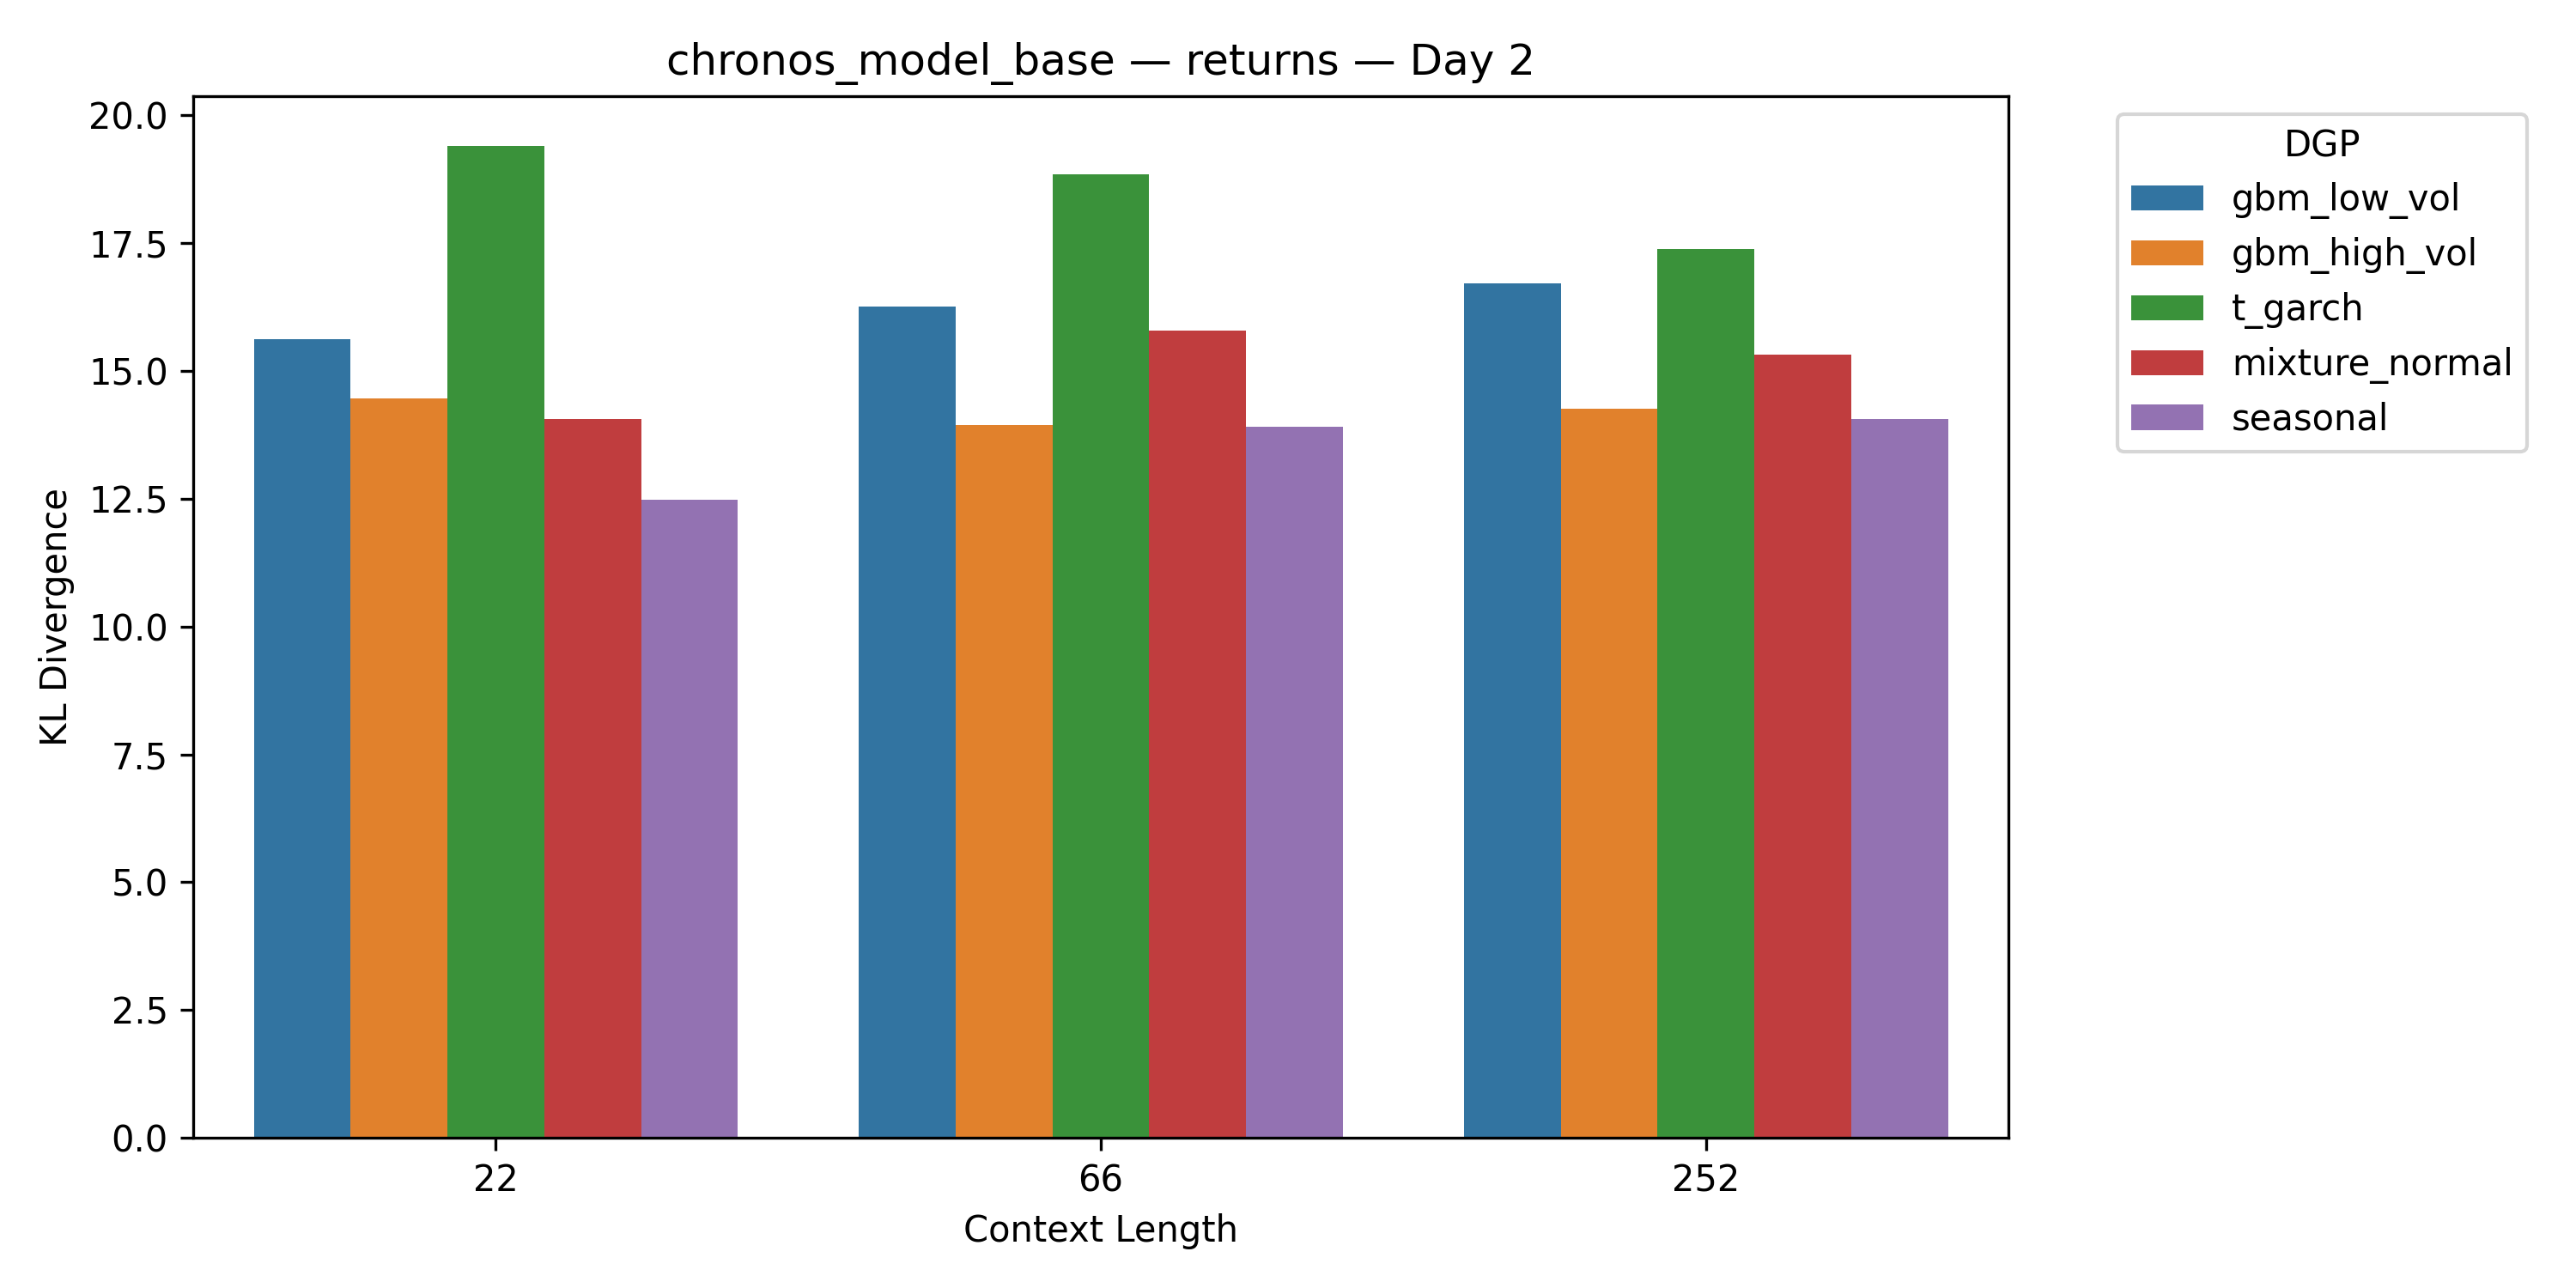 chronos_model_base — returns — Day 2
20.0
17.5
15.0
12.5
10.0
7.5
5.0
2.5
0.0
KL Divergence
22
66
252
Context Length
DGP
gbm_low_vol
gbm_high_vol
t_garch
mixture_normal
seasonal